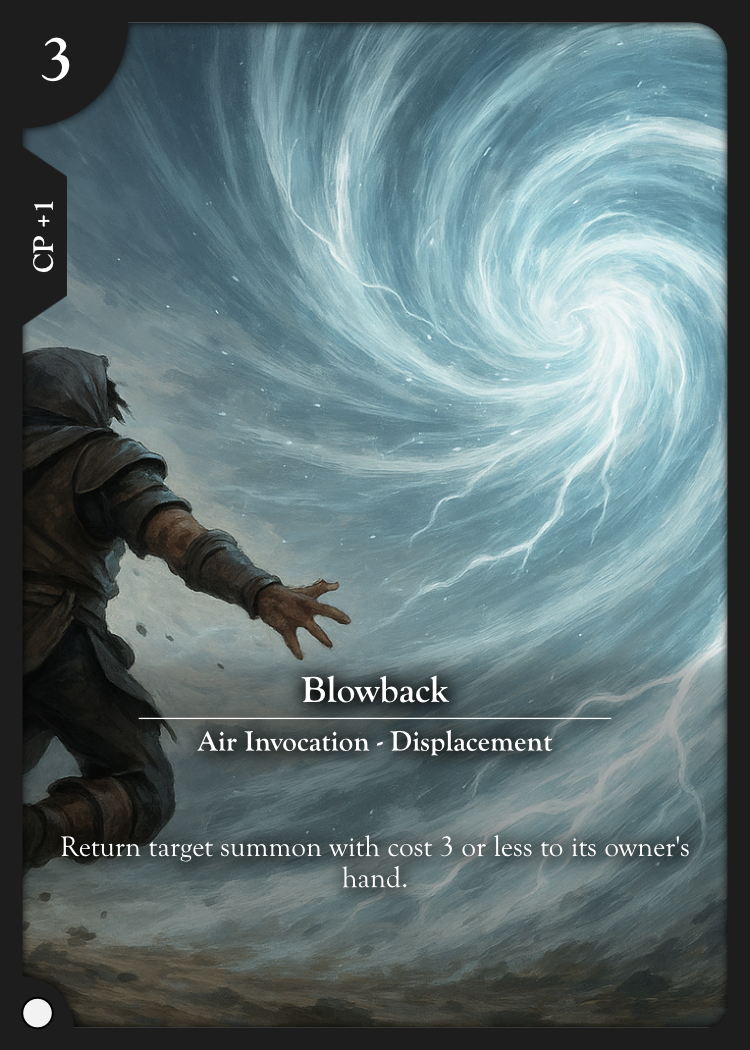 3
CP +1
Blowback
Air Invocation - Displacement
Return target summon with cost 3 or less to its owner's
hand.